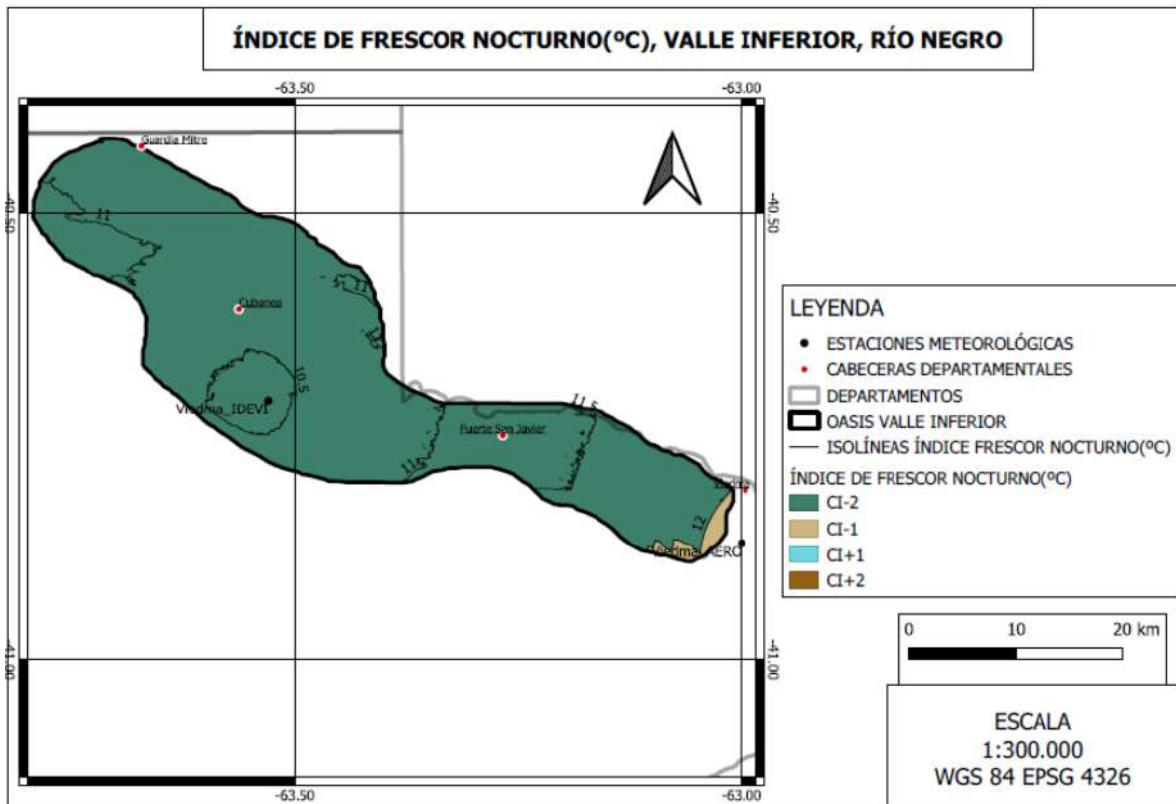 ÍNDICE DE FRESCOR NOCTURNO(ºC), VALLE INFERIOR, RÍO NEGRO
-63.50
-63.00
Guardia Mitre
-40.50
-40.50
11
11
Cubanea
10.5
Viedma_IDEVI
11.5
Fuerte San Javier
11
12
-41.00
-41.00
-63.50
-63.00
LEYENDA
ESTACIONES METEOROLÓGICAS
CABECERAS DEPARTAMENTALES
DEPARTAMENTOS
OASIS VALLE INFERIOR
ISOLÍNEAS ÍNDICE FRESCOR NOCTURNO(ºC)
ÍNDICE DE FRESCOR NOCTURNO(ºC)
CI-2
CI-1
CI+1
CI+2
0 10 20 km
ESCALA
1:300.000
WGS 84 EPSG 4326